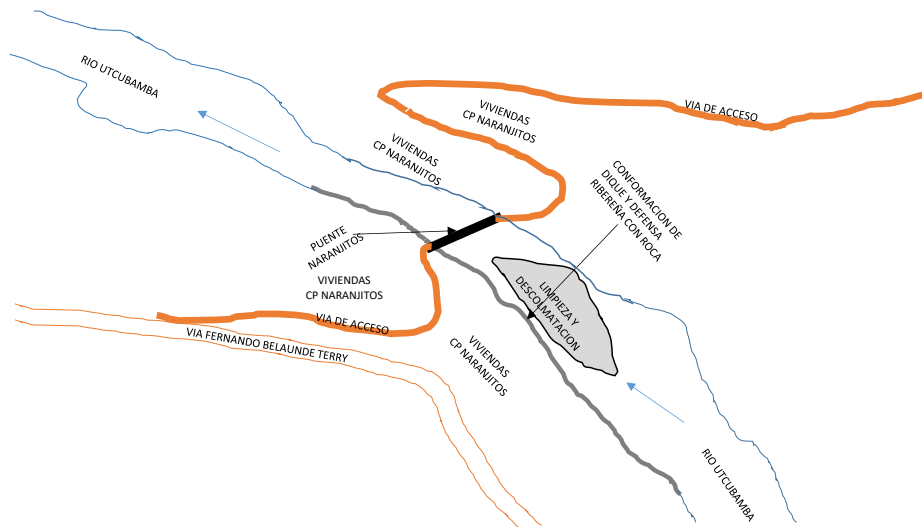 RIO UTCUBAMBA
VIVIENDAS
CP NARANJITOS
VIA DE ACCESO
VIVIENDAS
CP NARANJITOS
CONFORMACION DE
DIQUE Y DEFENSA
RIBEREÑA CON ROCA
PUENTE
NARANJITOS
VIVIENDAS
CP NARANJITOS
LIMPIEZA Y
DESCOLMATACION
VIA DE ACCESO
VIA FERNANDO BELAUNDE TERRY
VIVIENDAS
CP NARANJITOS
RIO UTCUBAMBA